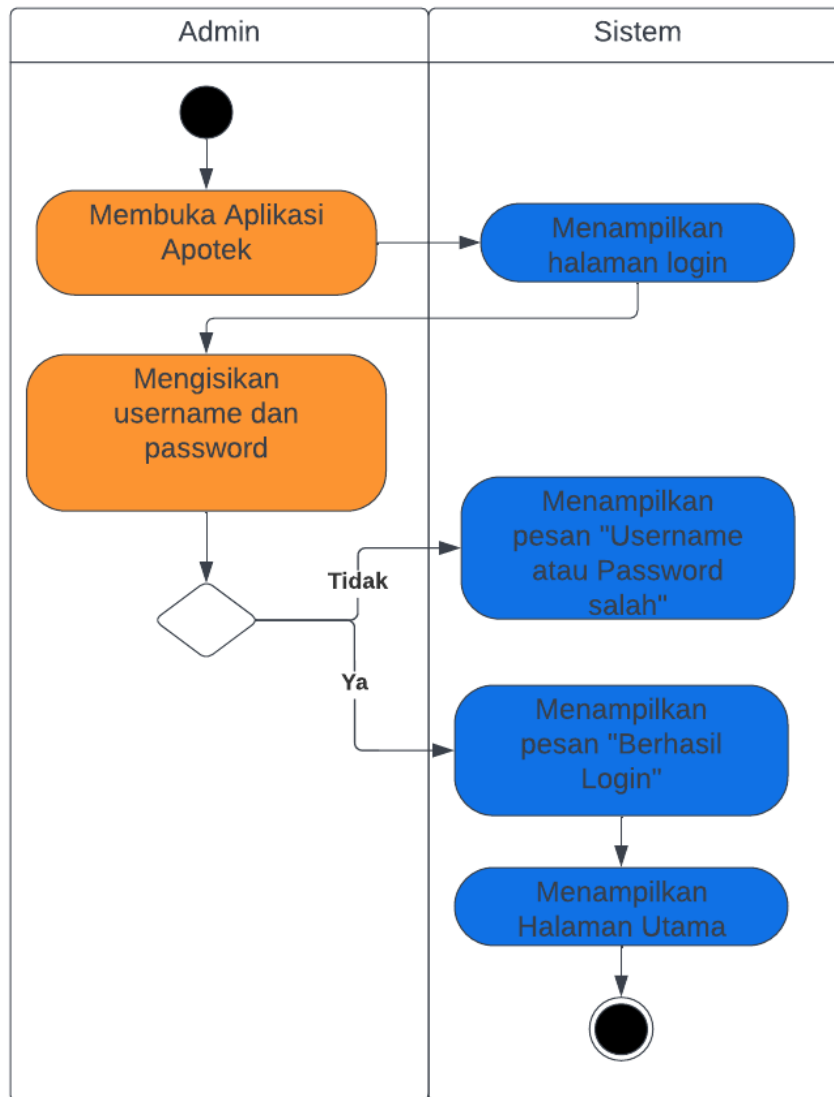 Admin
Sistem
Membuka Aplikasi
Apotek
Menampilkan
halaman login
Mengisikan
username dan
password
Menampilkan
pesan "Username
atau Password
salah"
Tidak
Ya
Menampilkan
pesan "Berhasil
Login"
Menampilkan
Halaman Utama